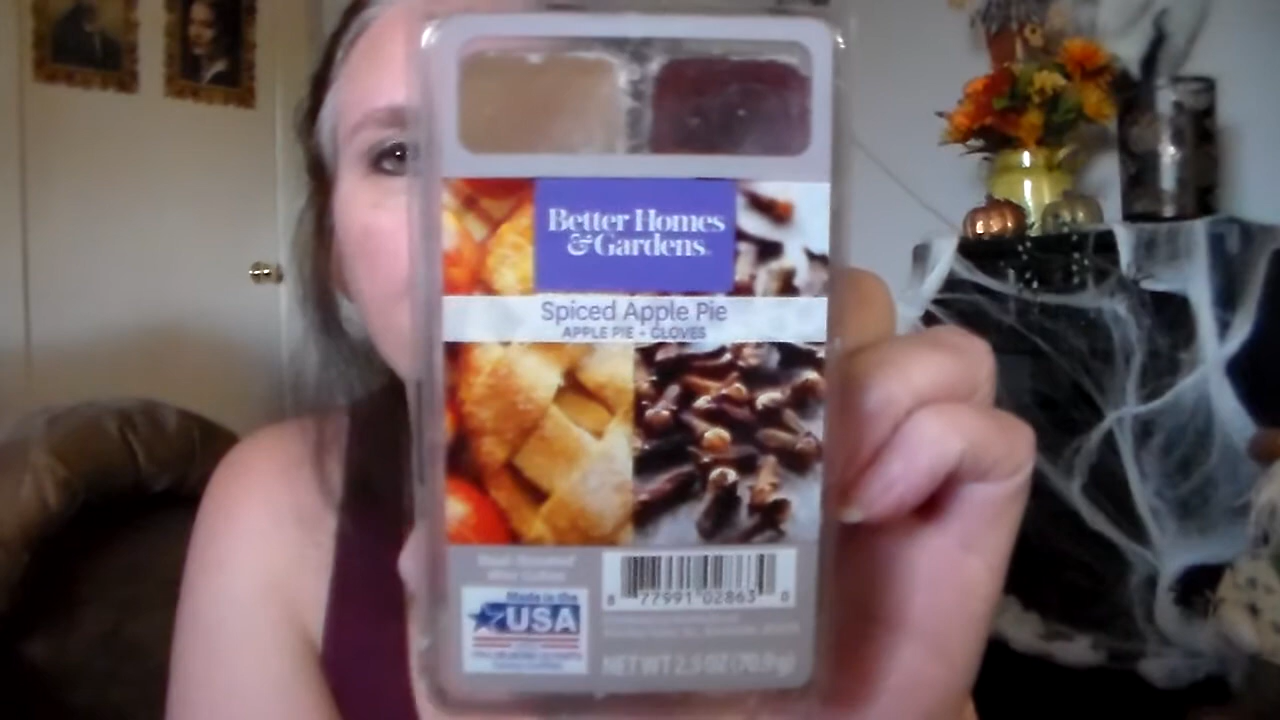 Better Homes
& Gardens
Spiced Apple Pie
APPLE PIE + CLOVES
Made in the
USA
8 77991 02863 0
NET WT 2.5 OZ (70.9g)